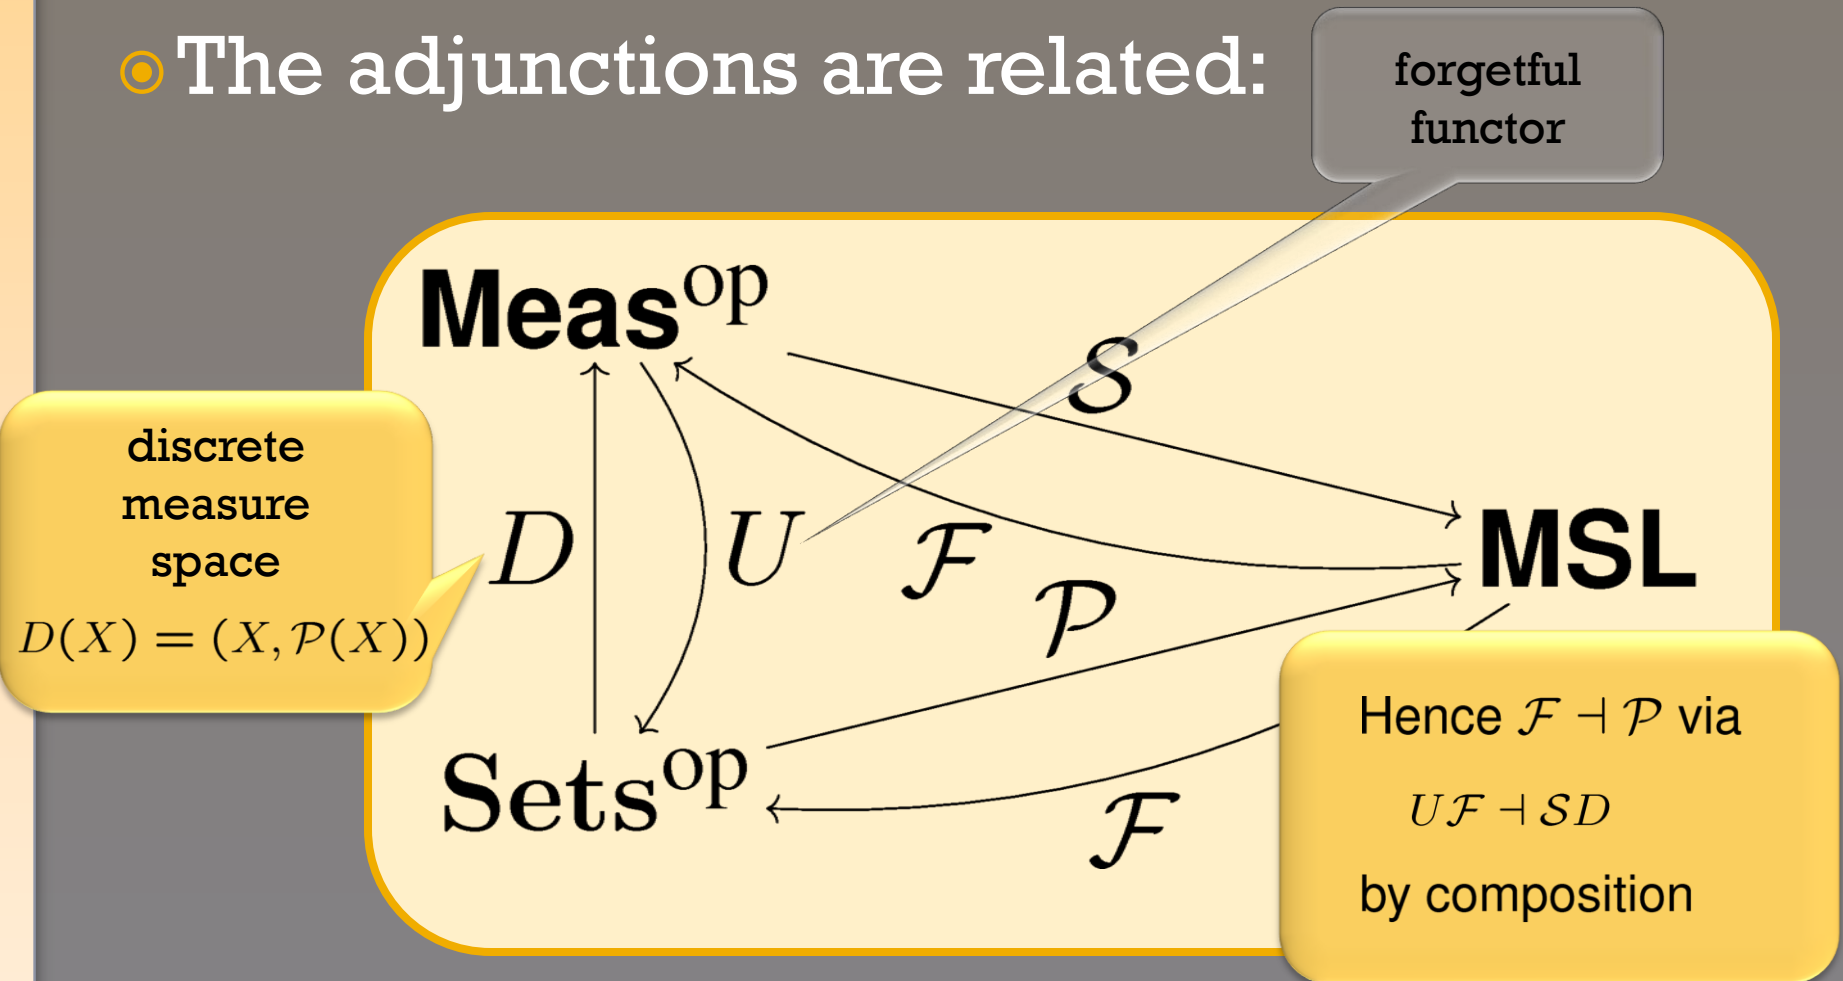 The adjunctions are related:
forgetful
functor
Meas^op
S
discrete
measure
space
D(X) = (X, P(X))
D
U
F
MSL
P
Sets^op
F
Hence F ⊣ P via
UF ⊣ SD
by composition